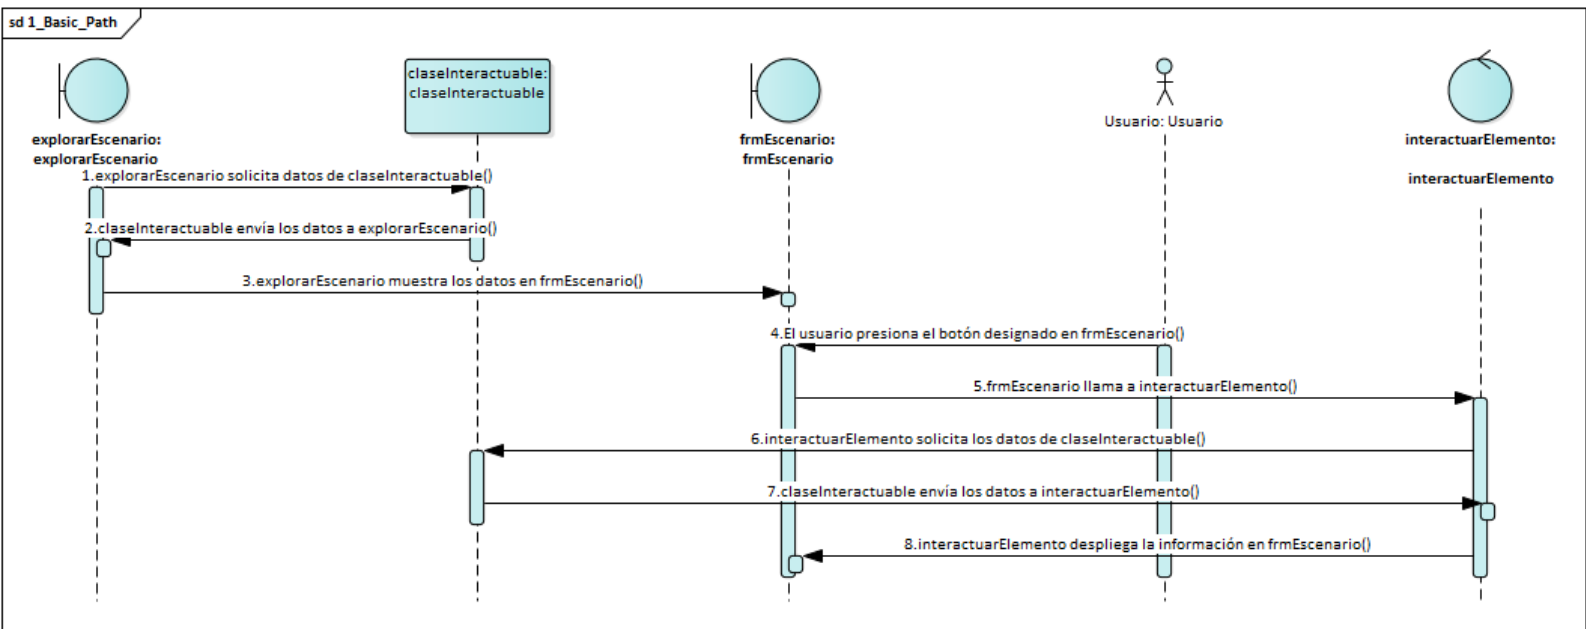 sd 1_Basic_Path
claseInteractuable:
claseInteractuable
Usuario: Usuario
explorarEscenario:
explorarEscenario
frmEscenario:
frmEscenario
interactuarElemento:
interactuarElemento
1.explorarEscenario solicita datos de claseInteractuable()
2.claseInteractuable envía los datos a explorarEscenario()
3.explorarEscenario muestra los datos en frmEscenario()
4.El usuario presiona el botón designado en frmEscenario()
5.frmEscenario llama a interactuarElemento()
6.interactuarElemento solicita los datos de claseInteractuable()
7.claseInteractuable envía los datos a interactuarElemento()
8.interactuarElemento despliega la información en frmEscenario()